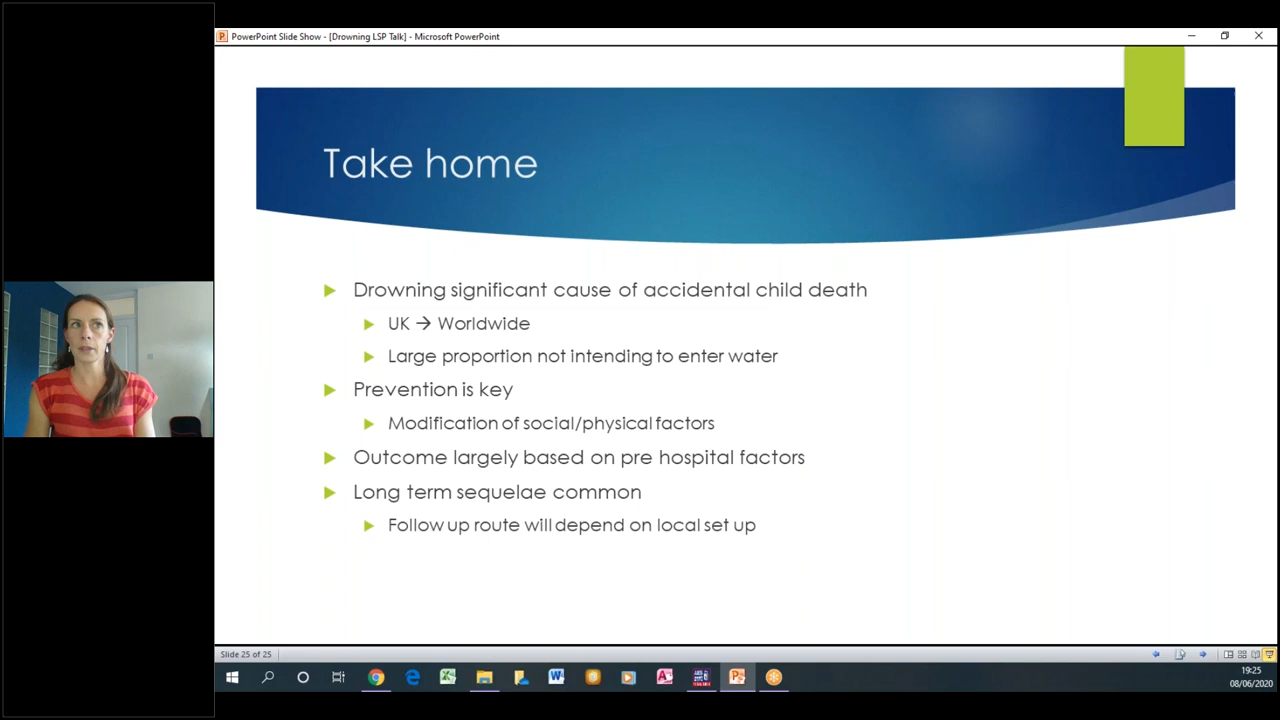 PowerPoint Slide Show - [Drowning LSP Talk] - Microsoft PowerPoint
Take home
Drowning significant cause of accidental child death
UK → Worldwide
Large proportion not intending to enter water
Prevention is key
Modification of social/physical factors
Outcome largely based on pre hospital factors
Long term sequelae common
Follow up route will depend on local set up
Slide 25 of 25
19:25
08/06/2020